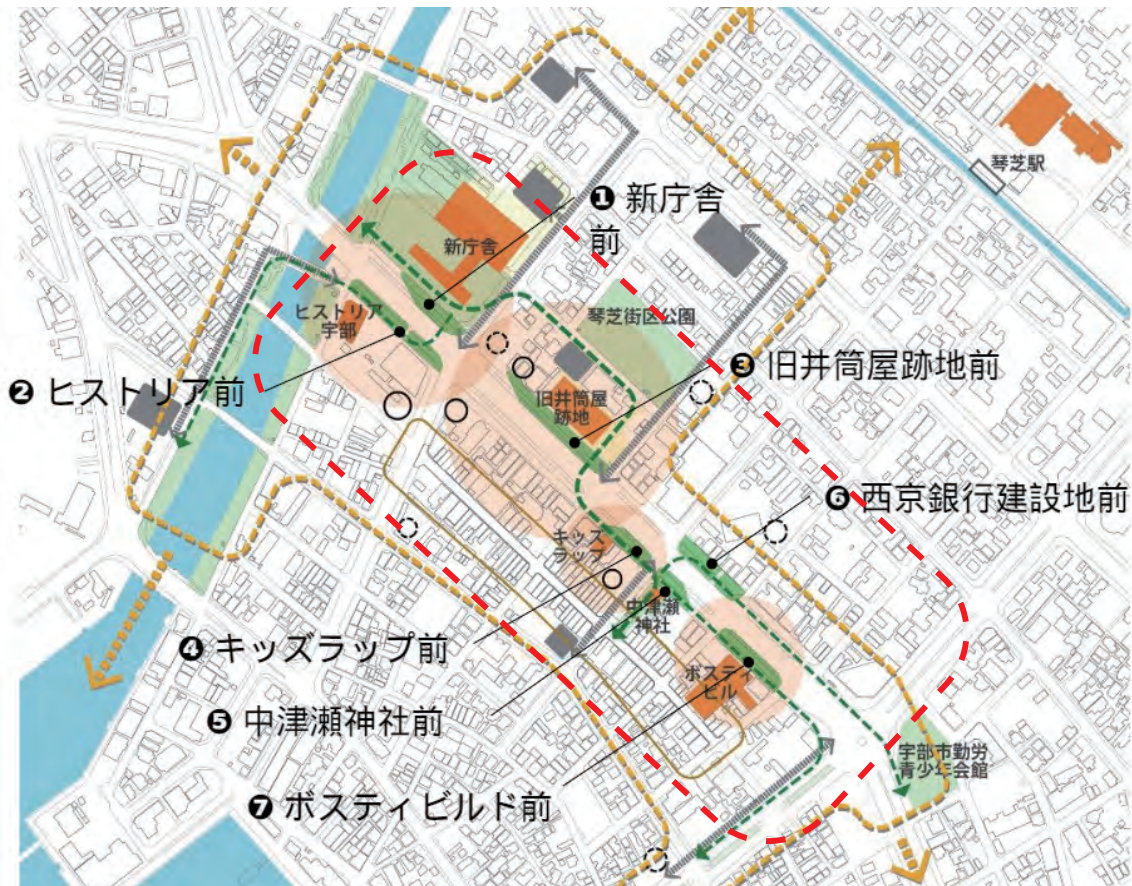 琴芝駅
❶ 新庁舎
前
新庁舎
ヒストリア
宇部
琴芝街区公園
❷ ヒストリア前
❸ 旧井筒屋跡地前
旧井筒屋
跡地
❻ 西京銀行建設地前
キッズ
ラップ
中津瀬
神社
❹ キッズラップ前
ボスティ
ビル
❺ 中津瀬神社前
宇部市勤労
青少年会館
❼ ボスティビルド前